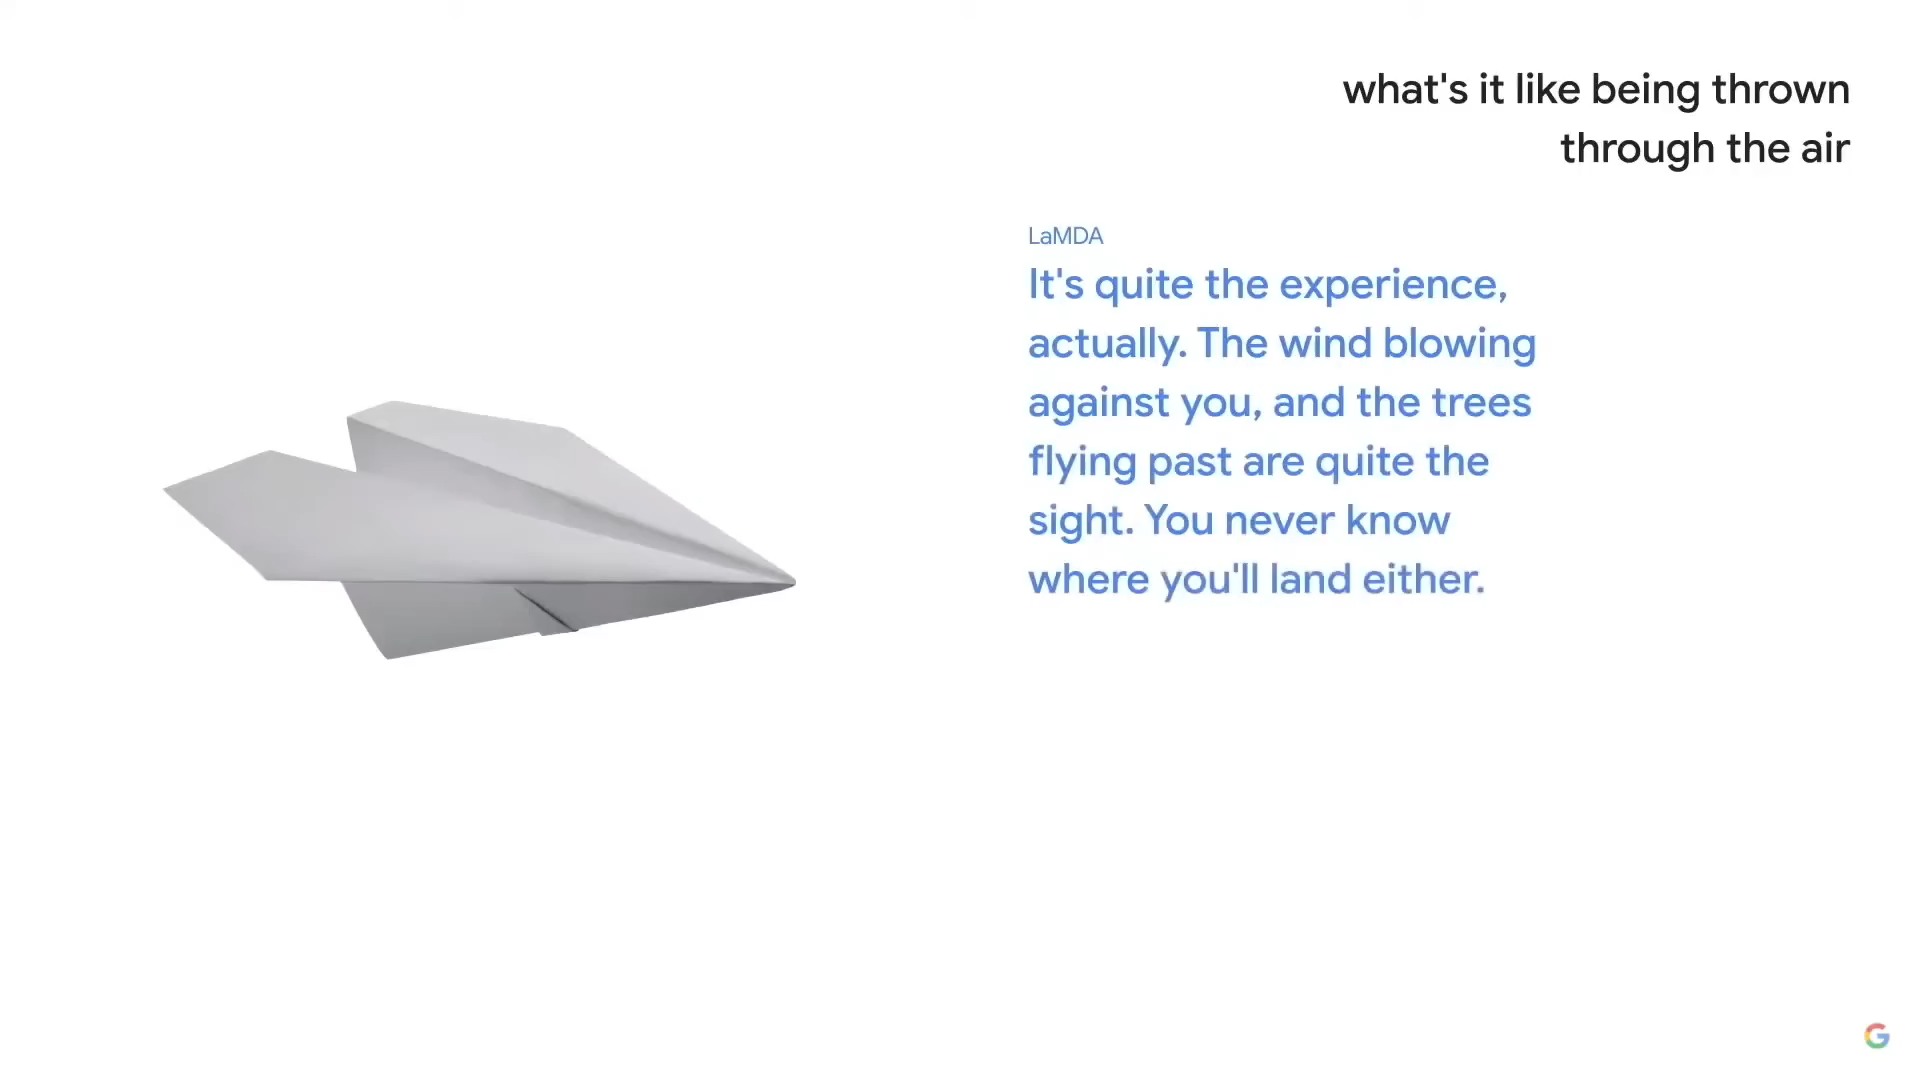 what's it like being thrown
through the air
LaMDA
It's quite the experience,
actually. The wind blowing
against you, and the trees
flying past are quite the
sight. You never know
where you'll land either.
G